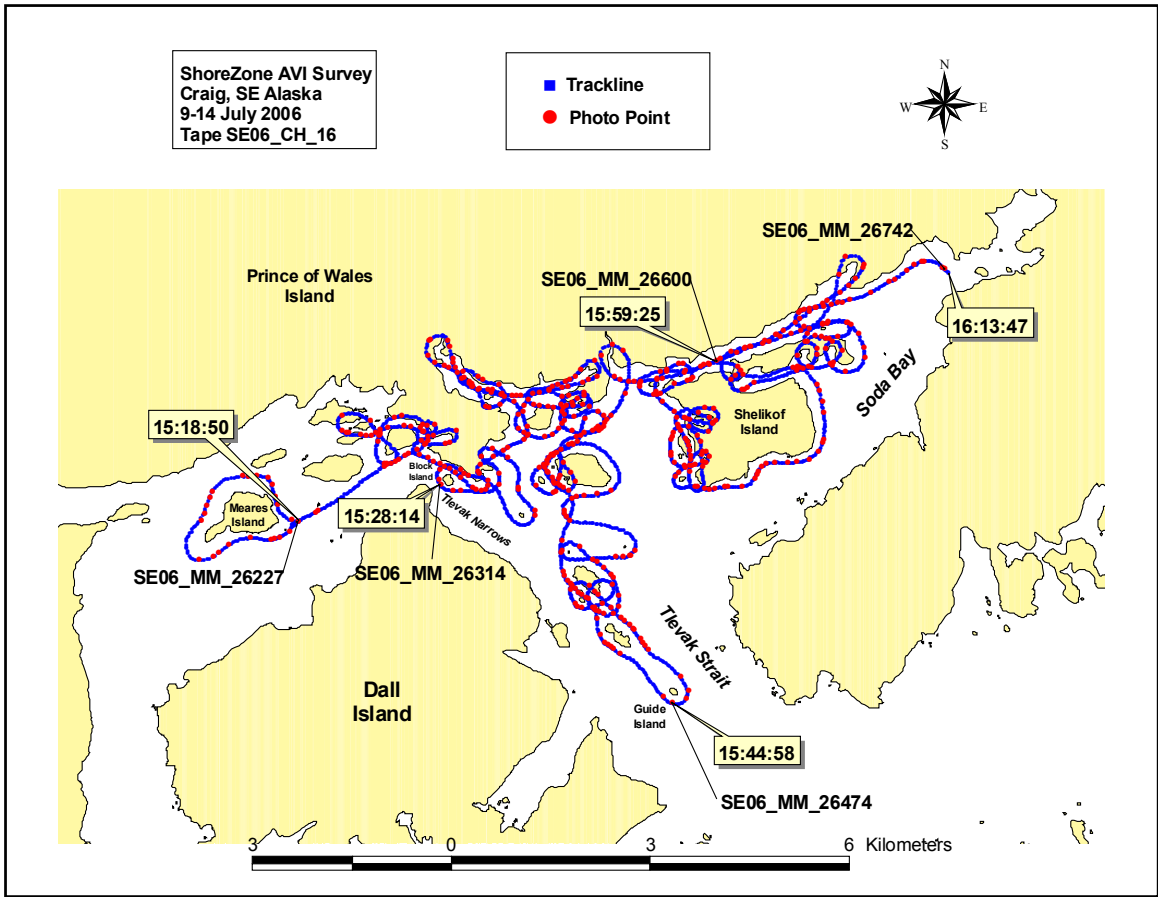 ShoreZone AVI Survey
Craig, SE Alaska
9-14 July 2006
Tape SE06_CH_16
Trackline
Photo Point
N
W
E
S
SE06_MM_26742
Prince of Wales
Island
SE06_MM_26600
15:59:25
16:13:47
Soda Bay
Shelikof
Island
15:18:50
Block
Island
Meares
Island
15:28:14
Tlevak Narrows
SE06_MM_26227
SE06_MM_26314
Tlevak Strait
Dall
Island
Guide
Island
15:44:58
SE06_MM_26474
3
0
3
6
Kilometers